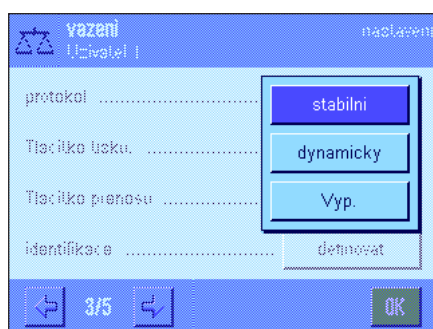 vazeni
Uzivatel 1
nastaveni
protokol
stabilni
Tlacitko tisku.
dynamicky
Tlacitko prenosu
Vyp.
identifikace
definovat
3/5
OK